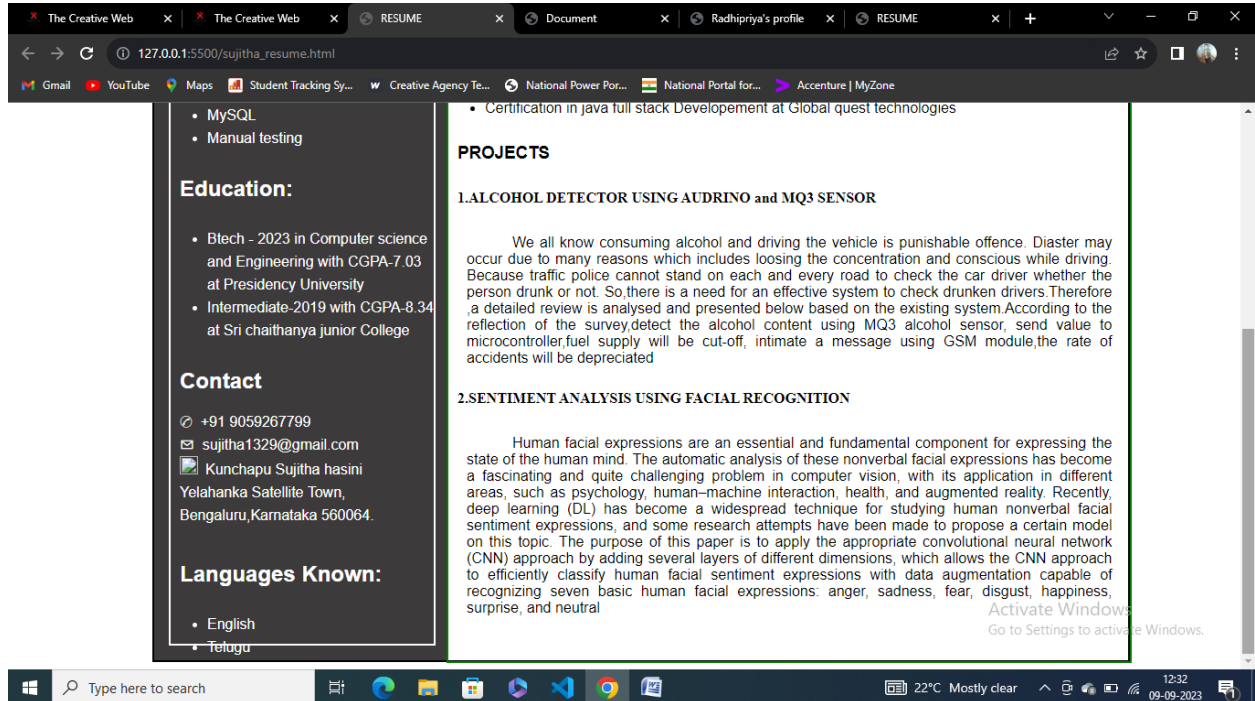 The Creative Web
The Creative Web
RESUME
Document
Radhipriya's profile
RESUME
127.0.0.1:5500/sujitha_resume.html
Gmail
YouTube
Maps
Student Tracking Sy...
Creative Agency Te...
National Power Por...
National Portal for...
Accenture | MyZone
MySQL
Manual testing
Education:
Btech - 2023 in Computer science
and Engineering with CGPA-7.03
at Presidency University
Intermediate-2019 with CGPA-8.34
at Sri chaithanya junior College
Contact
+91 9059267799
sujitha1329@gmail.com
Kunchapu Sujitha hasini
Yelahanka Satellite Town,
Bengaluru,Karnataka 560064.
Languages Known:
English
Telugu
Certification in java full stack Developement at Global quest technologies
PROJECTS
1.ALCOHOL DETECTOR USING AUDRINO and MQ3 SENSOR
We all know consuming alcohol and driving the vehicle is punishable offence. Diaster may
occur due to many reasons which includes loosing the concentration and conscious while driving.
Because traffic police cannot stand on each and every road to check the car driver whether the
person drunk or not. So,there is a need for an effective system to check drunken drivers.Therefore
,a detailed review is analysed and presented below based on the existing system.According to the
reflection of the survey,detect the alcohol content using MQ3 alcohol sensor, send value to
microcontroller,fuel supply will be cut-off, intimate a message using GSM module,the rate of
accidents will be depreciated
2.SENTIMENT ANALYSIS USING FACIAL RECOGNITION
Human facial expressions are an essential and fundamental component for expressing the
state of the human mind. The automatic analysis of these nonverbal facial expressions has become
a fascinating and quite challenging problem in computer vision, with its application in different
areas, such as psychology, human–machine interaction, health, and augmented reality. Recently,
deep learning (DL) has become a widespread technique for studying human nonverbal facial
sentiment expressions, and some research attempts have been made to propose a certain model
on this topic. The purpose of this paper is to apply the appropriate convolutional neural network
(CNN) approach by adding several layers of different dimensions, which allows the CNN approach
to efficiently classify human facial sentiment expressions with data augmentation capable of
recognizing seven basic human facial expressions: anger, sadness, fear, disgust, happiness,
surprise, and neutral
Activate Windows
Go to Settings to activate Windows.
Type here to search
22°C Mostly clear
12:32
09-09-2023
1